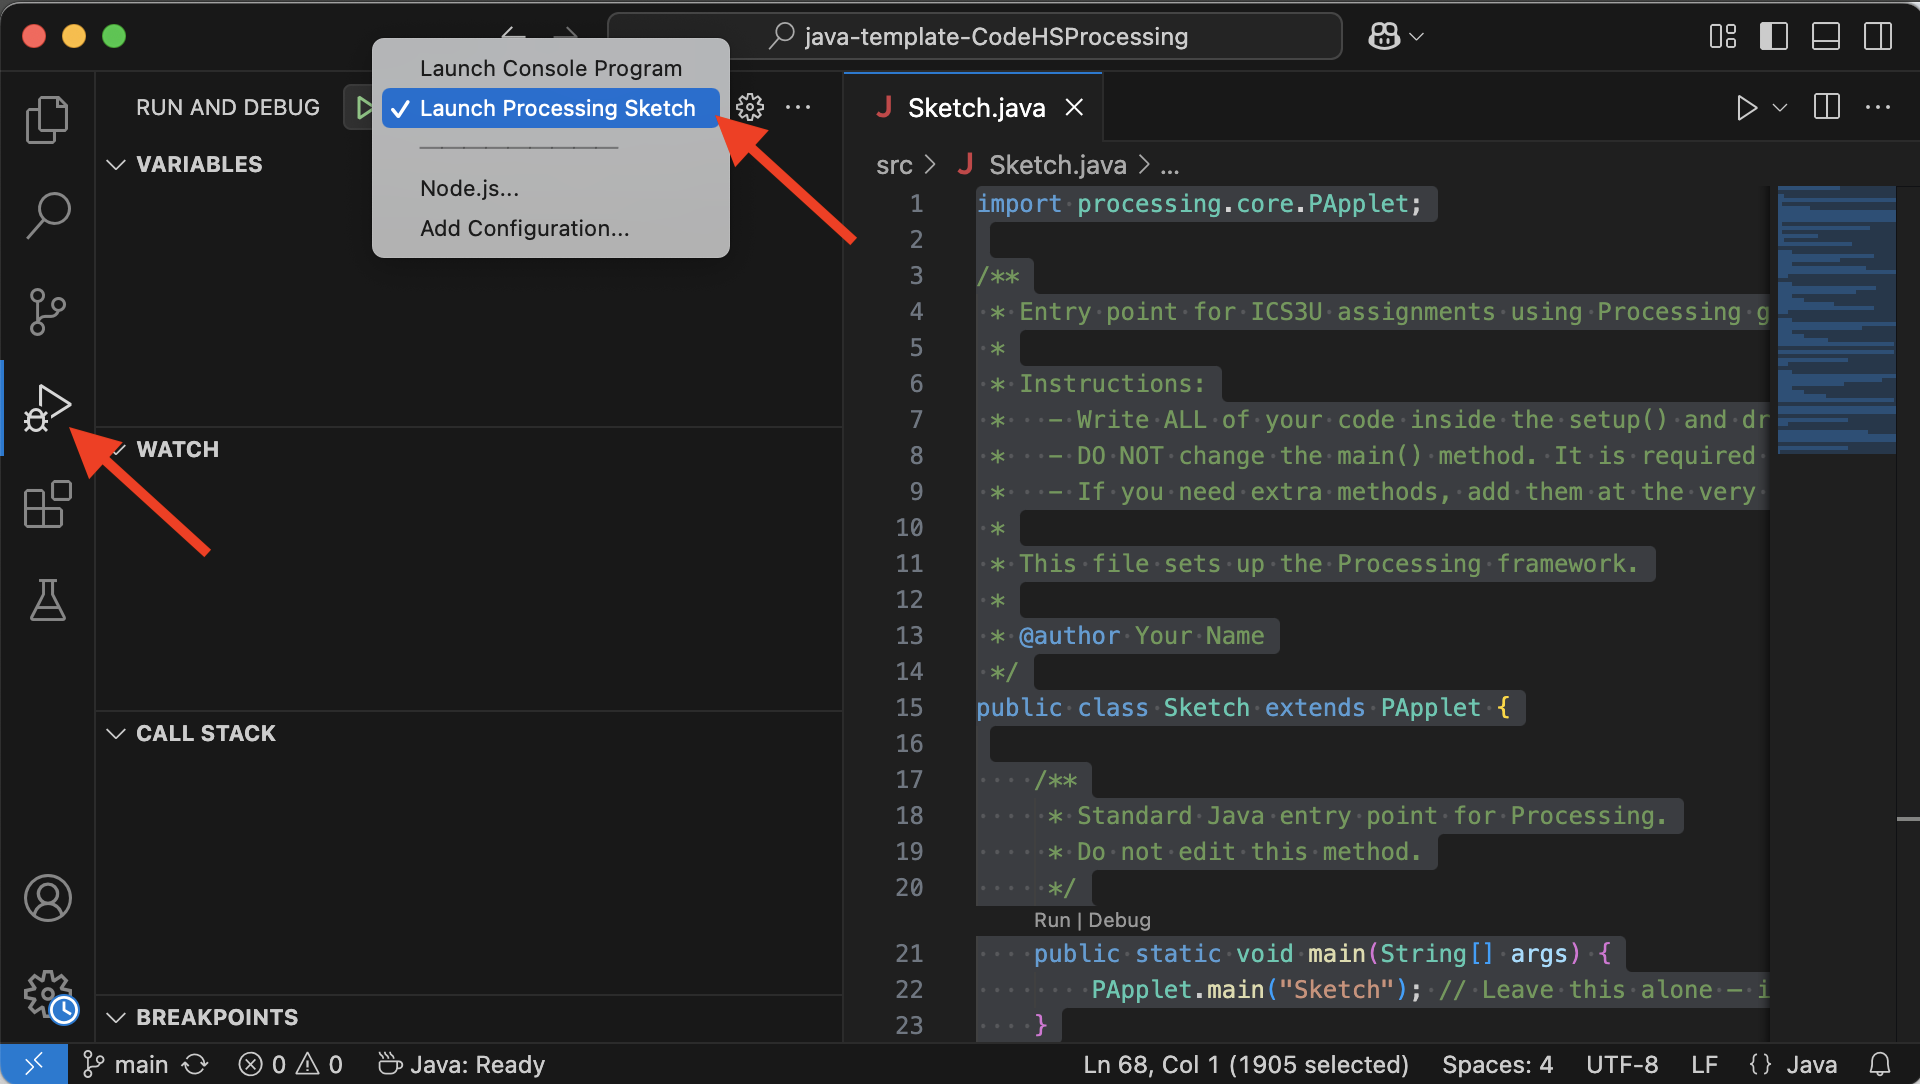 java-template-CodeHSProcessing
Launch Console Program
✓ Launch Processing Sketch
Node.js...
Add Configuration...
RUN AND DEBUG
VARIABLES
WATCH
CALL STACK
BREAKPOINTS
J Sketch.java
src > J Sketch.java > ...
1 import processing.core.PApplet;
2
3 /**
4 * Entry point for ICS3U assignments using Processing g
5 *
6 * Instructions:
7 * – Write ALL of your code inside the setup() and dr
8 * – DO NOT change the main() method. It is required
9 * – If you need extra methods, add them at the very
10 *
11 * This file sets up the Processing framework.
12 *
13 * @author Your Name
14 */
15 public class Sketch extends PApplet {
16
17 /**
18 * Standard Java entry point for Processing.
19 * Do not edit this method.
20 */
Run | Debug
21 public static void main(String[] args) {
22 PApplet.main("Sketch"); // Leave this alone – i
23 }
main 0 0 Java: Ready Ln 68, Col 1 (1905 selected) Spaces: 4 UTF-8 LF {} Java